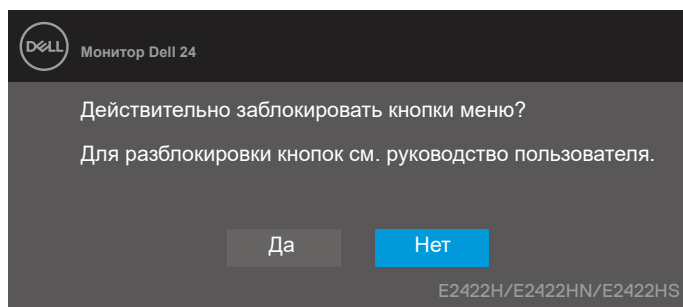 DELL
Монитор Dell 24
Действительно заблокировать кнопки меню?
Для разблокировки кнопок см. руководство пользователя.
Да
Нет
E2422H/E2422HN/E2422HS